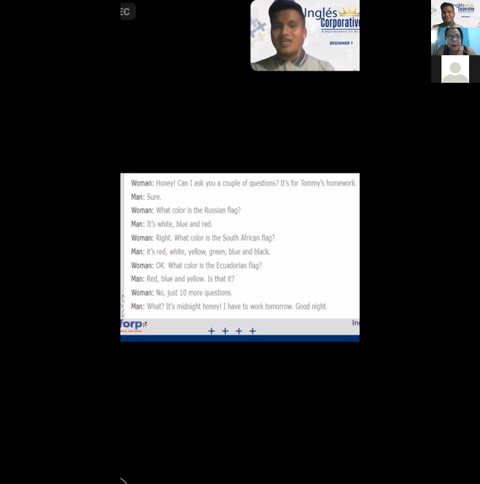 EC
Inglés
Corporativo
BEGINNER 1
Inglés
Corporativo
Woman: Honey! Can I ask you a couple of questions? It's for Tommy's homework.
Man: Sure.
Woman: What color is the Russian flag?
Man: It's white, blue and red.
Woman: Right. What color is the South African flag?
Man: it's red, white, yellow, green, blue and black.
Woman: OK. What color is the Ecuadorian flag?
Man: Red, blue and yellow. Is that it?
Woman: No, just 10 more questions.
Man: What? It's midnight honey! I have to work tomorrow. Good night.
forp
In